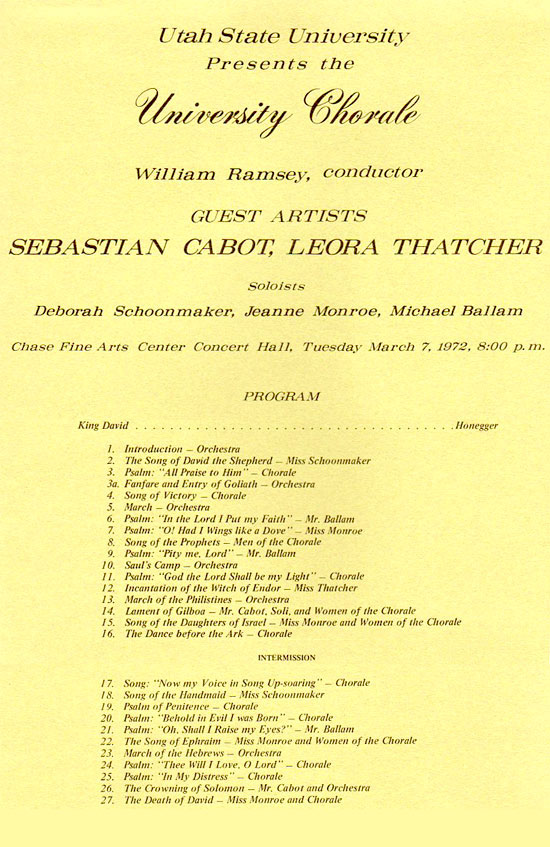 Utah State University
Presents the
University Chorale
William Ramsey, conductor
GUEST ARTISTS
SEBASTIAN CABOT, LEORA THATCHER
Soloists
Deborah Schoonmaker, Jeanne Monroe, Michael Ballam
Chase Fine Arts Center Concert Hall, Tuesday March 7, 1972, 8:00 p.m.
PROGRAM
King David . . . . . . . . . . . . . . . . . . . . . . . . . . . . . . . . . . . . . Honegger
1. Introduction – Orchestra
2. The Song of David the Shepherd – Miss Schoonmaker
3. Psalm: "All Praise to Him" – Chorale
3a. Fanfare and Entry of Goliath – Orchestra
4. Song of Victory – Chorale
5. March – Orchestra
6. Psalm: "In the Lord I Put my Faith" – Mr. Ballam
7. Psalm: "O! Had I Wings like a Dove" – Miss Monroe
8. Song of the Prophets – Men of the Chorale
9. Psalm: "Pity me, Lord" – Mr. Ballam
10. Saul's Camp – Orchestra
11. Psalm: "God the Lord Shall be my Light" – Chorale
12. Incantation of the Witch of Endor – Miss Thatcher
13. March of the Philistines – Orchestra
14. Lament of Gilboa – Mr. Cabot, Soli, and Women of the Chorale
15. Song of the Daughters of Israel – Miss Monroe and Women of the Chorale
16. The Dance before the Ark – Chorale
INTERMISSION
17. Song: "Now my Voice in Song Up-soaring" – Chorale
18. Song of the Handmaid – Miss Schoonmaker
19. Psalm of Penitence – Chorale
20. Psalm: "Behold in Evil I was Born" – Chorale
21. Psalm: "Oh, Shall I Raise my Eyes?" – Mr. Ballam
22. The Song of Ephraim – Miss Monroe and Women of the Chorale
23. March of the Hebrews – Orchestra
24. Psalm: "Thee Will I Love, O Lord" – Chorale
25. Psalm: "In My Distress" – Chorale
26. The Crowning of Solomon – Mr. Cabot and Orchestra
27. The Death of David – Miss Monroe and Chorale